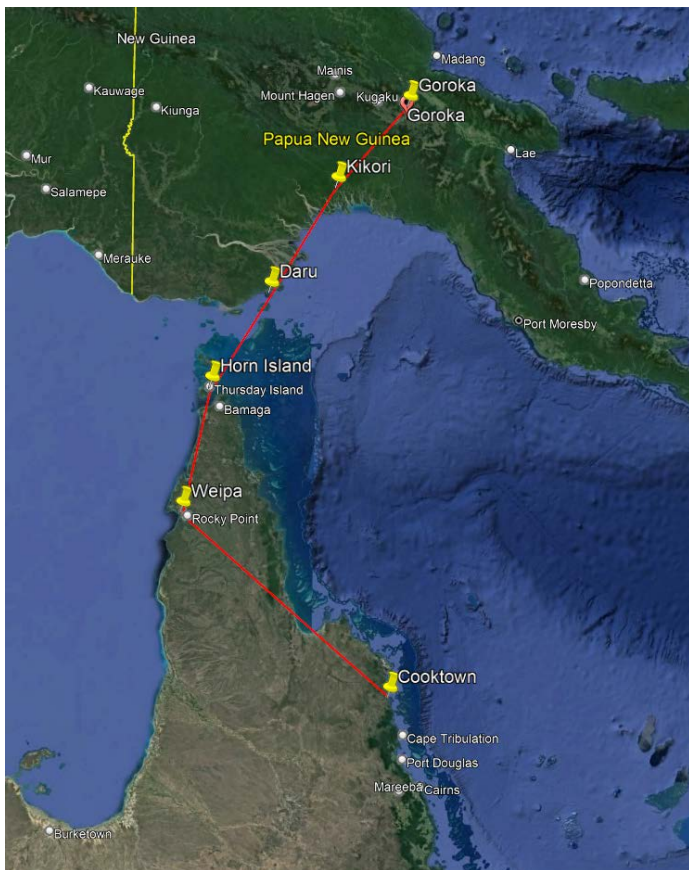 New Guinea
Madang
Mainis
Goroka
Kauwage
Mount Hagen
Kugaku
Kiunga
Goroka
Papua New Guinea
Lae
Mur
Kikori
Salamepe
Merauke
Daru
Popondetta
Port Moresby
Horn Island
Thursday Island
Bamaga
Weipa
Rocky Point
Cooktown
Cape Tribulation
Port Douglas
Mareeba
Cairns
Burketown